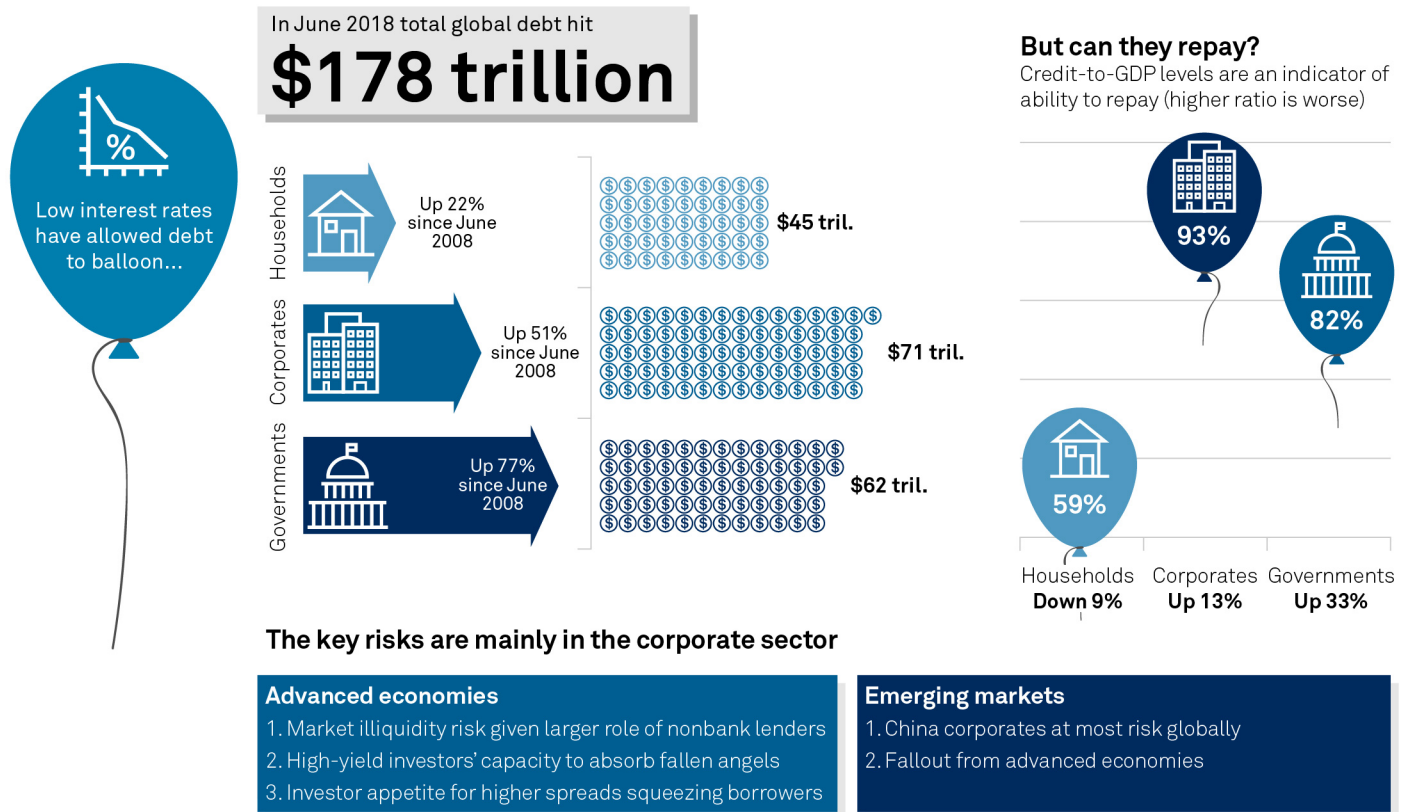 In June 2018 total global debt hit
$178 trillion
%
Low interest rates
have allowed debt
to balloon...
Households
Up 22%
since June
2008
$45 tril.
Corporates
Up 51%
since June
2008
$71 tril.
Governments
Up 77%
since June
2008
$62 tril.
But can they repay?
Credit-to-GDP levels are an indicator of
ability to repay (higher ratio is worse)
93%
82%
59%
Households Corporates Governments
Down 9% Up 13% Up 33%
The key risks are mainly in the corporate sector
Advanced economies
1. Market illiquidity risk given larger role of nonbank lenders
2. High-yield investors’ capacity to absorb fallen angels
3. Investor appetite for higher spreads squeezing borrowers
Emerging markets
1. China corporates at most risk globally
2. Fallout from advanced economies